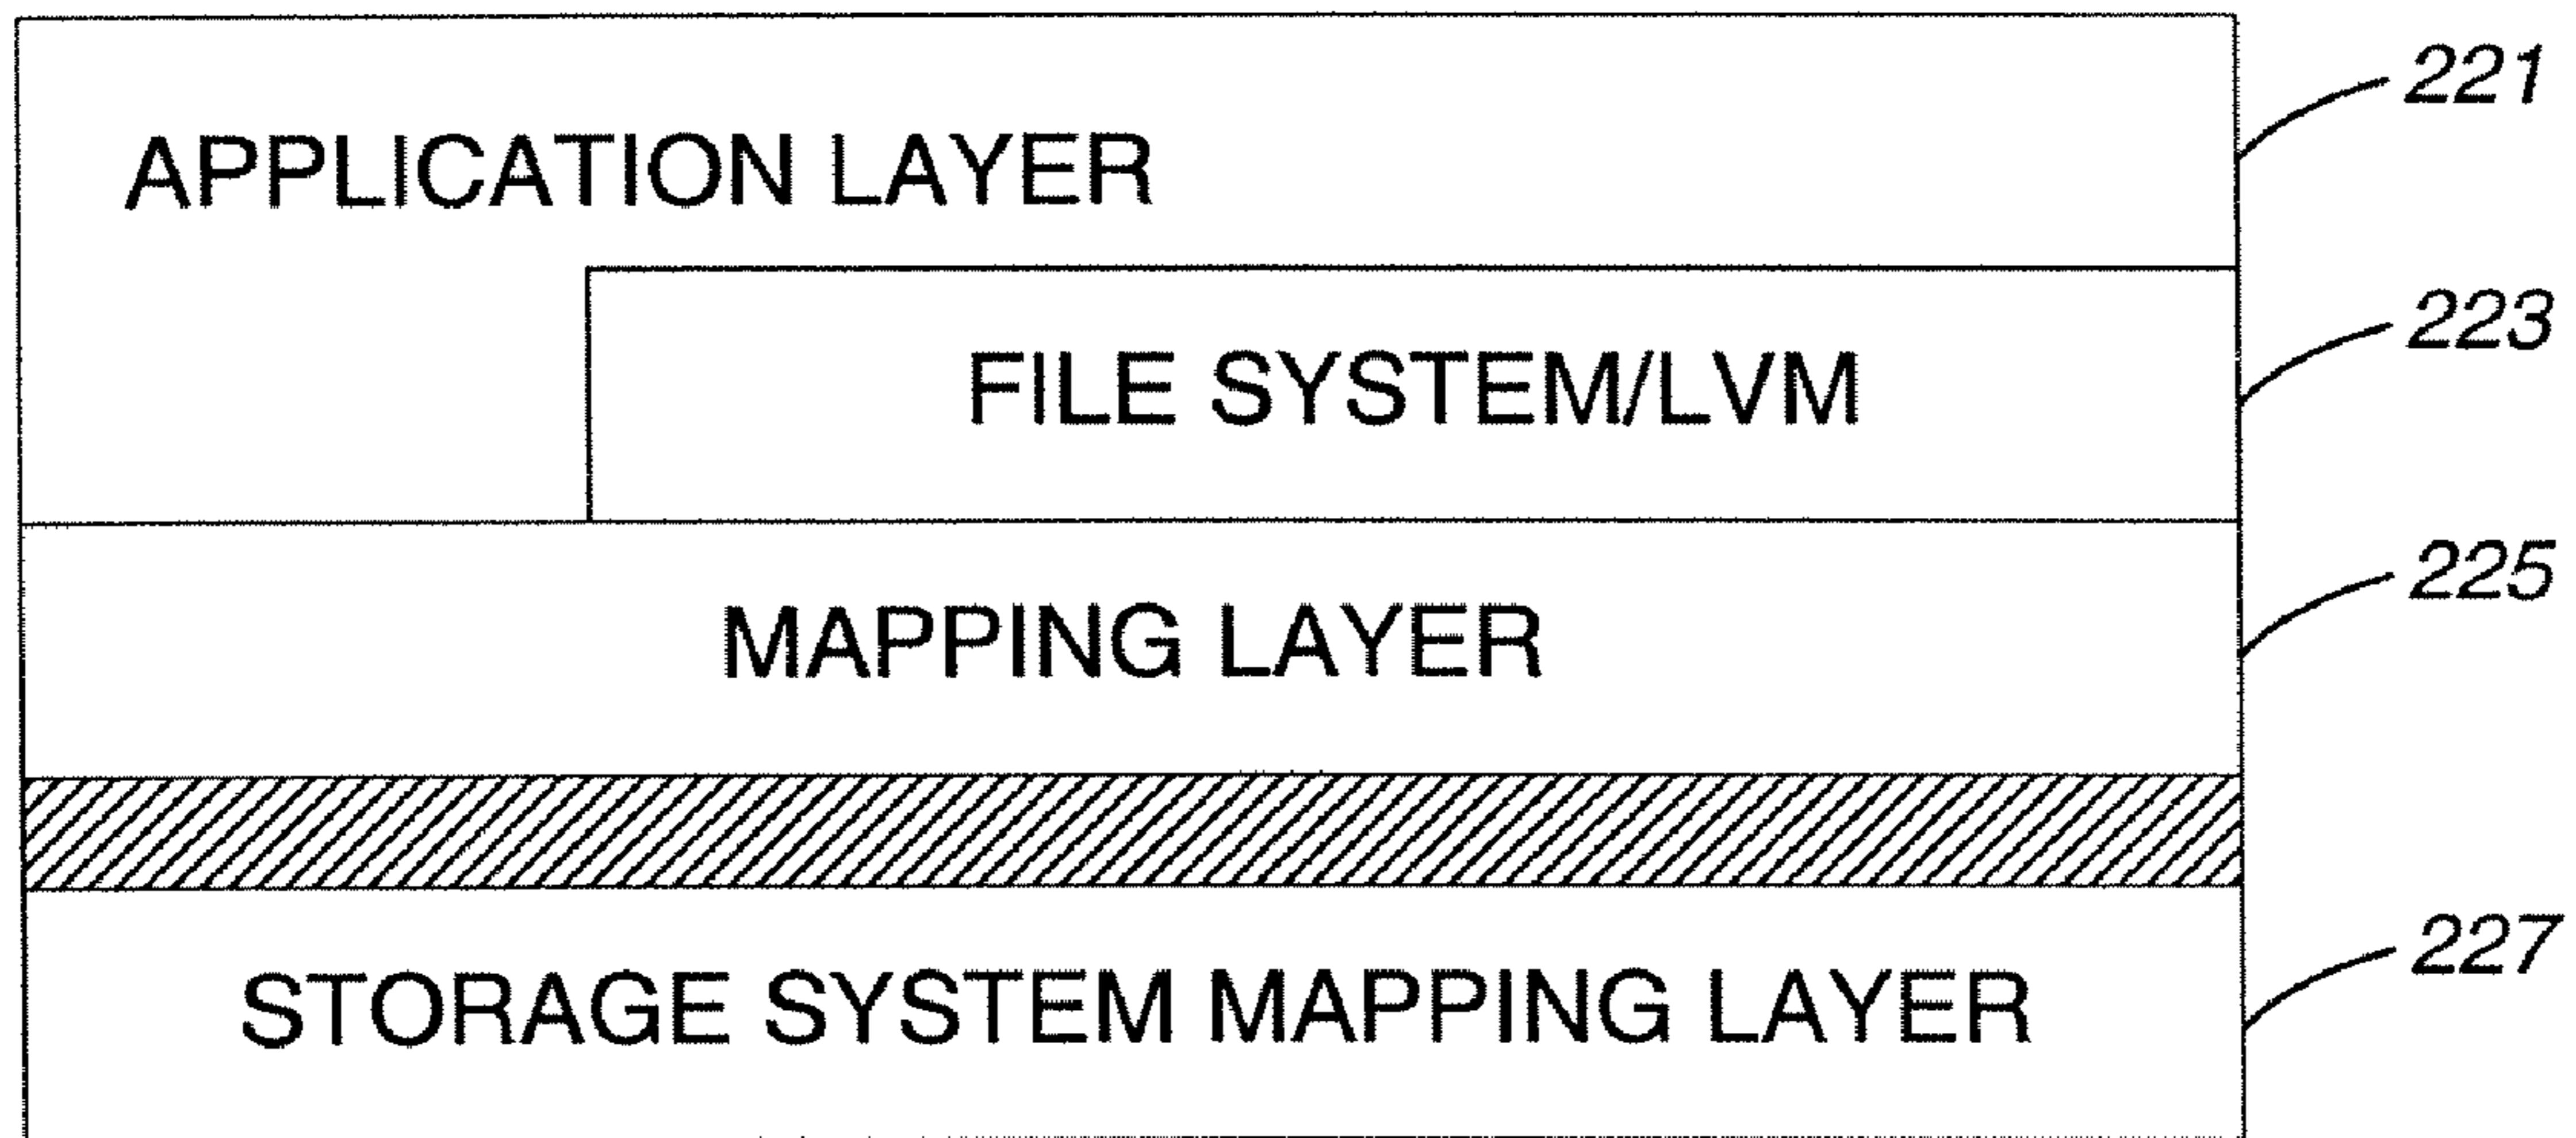 221
APPLICATION LAYER
223
FILE SYSTEM/LVM
225
MAPPING LAYER
227
STORAGE SYSTEM MAPPING LAYER